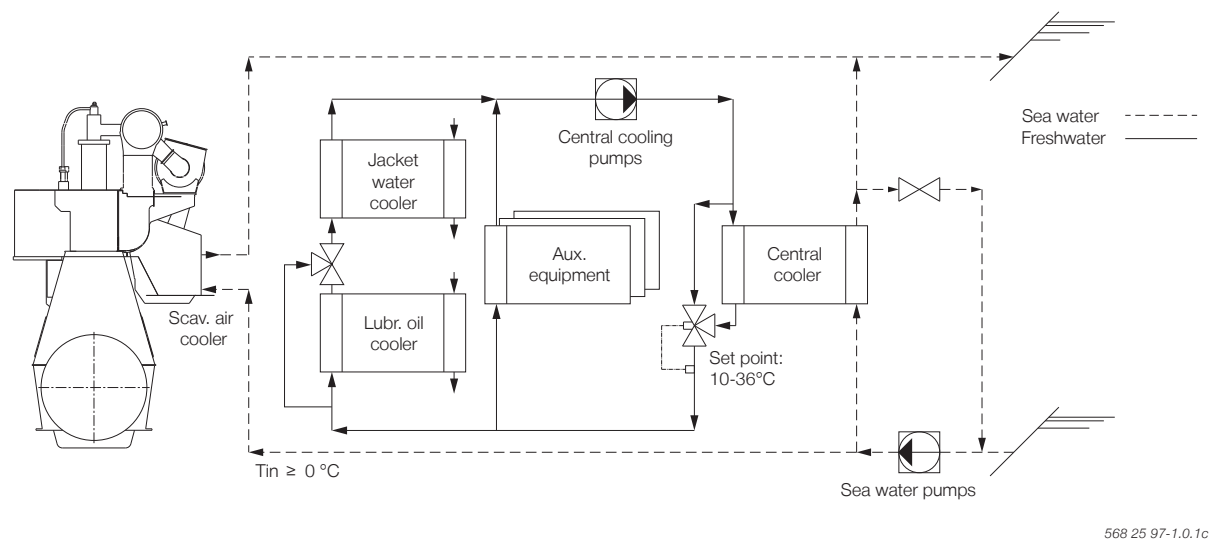 Sea water
Freshwater
Central cooling
pumps
Jacket
water
cooler
Aux.
equipment
Central
cooler
Scav. air
cooler
Lubr. oil
cooler
Set point:
10-36°C
Tin ≥ 0 °C
Sea water pumps
568 25 97-1.0.1c